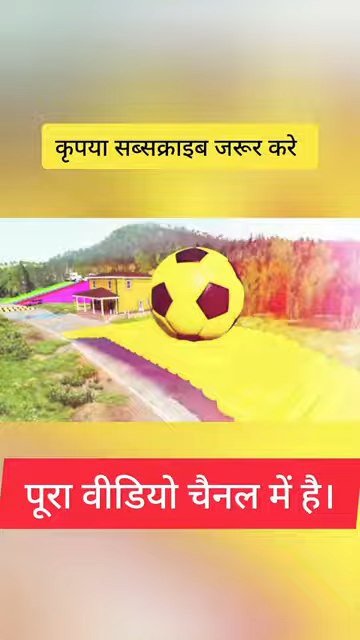 कृपया सब्सक्राइब जरूर करे
पूरा वीडियो चैनल में है।